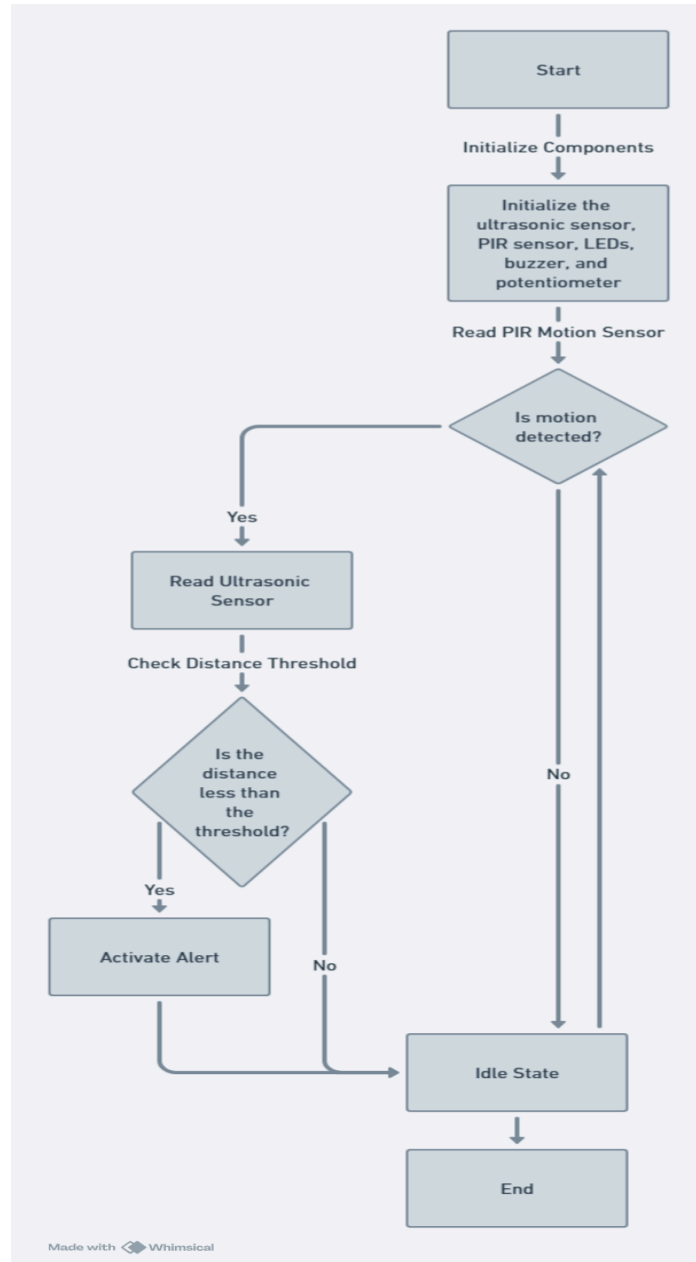 Start
Initialize Components
Initialize the
ultrasonic sensor,
PIR sensor, LEDs,
buzzer, and
potentiometer
Read PIR Motion Sensor
Is motion
detected?
Yes
Read Ultrasonic
Sensor
Check Distance Threshold
Is the
distance
less than
the
threshold?
No
Yes
Activate Alert
No
Idle State
End
Made with Whimsical